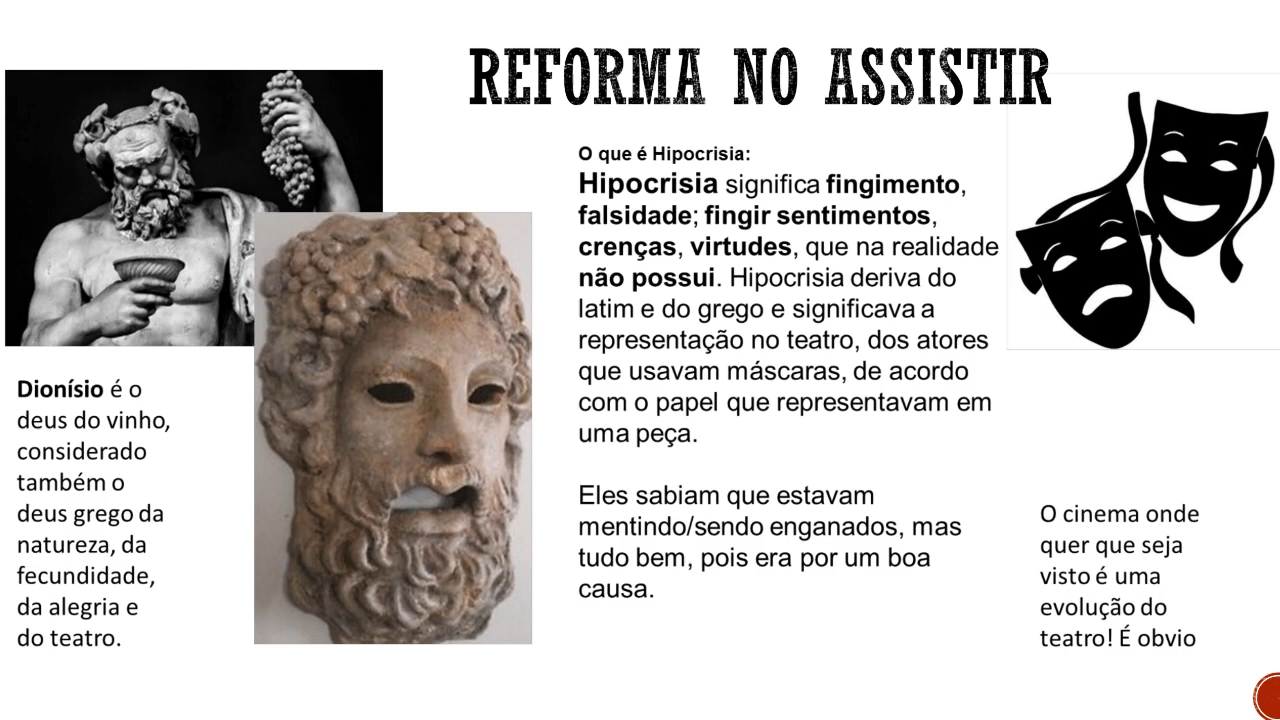 REFORMA NO ASSISTIR
O que é Hipocrisia:
Hipocrisia significa fingimento,
falsidade; fingir sentimentos,
crenças, virtudes, que na realidade
não possui. Hipocrisia deriva do
latim e do grego e significava a
representação no teatro, dos atores
que usavam máscaras, de acordo
com o papel que representavam em
uma peça.
Eles sabiam que estavam
mentindo/sendo enganados, mas
tudo bem, pois era por um boa
causa.
Dionísio é o
deus do vinho,
considerado
também o
deus grego da
natureza, da
fecundidade,
da alegria e
do teatro.
O cinema onde
quer que seja
visto é uma
evolução do
teatro! É obvio